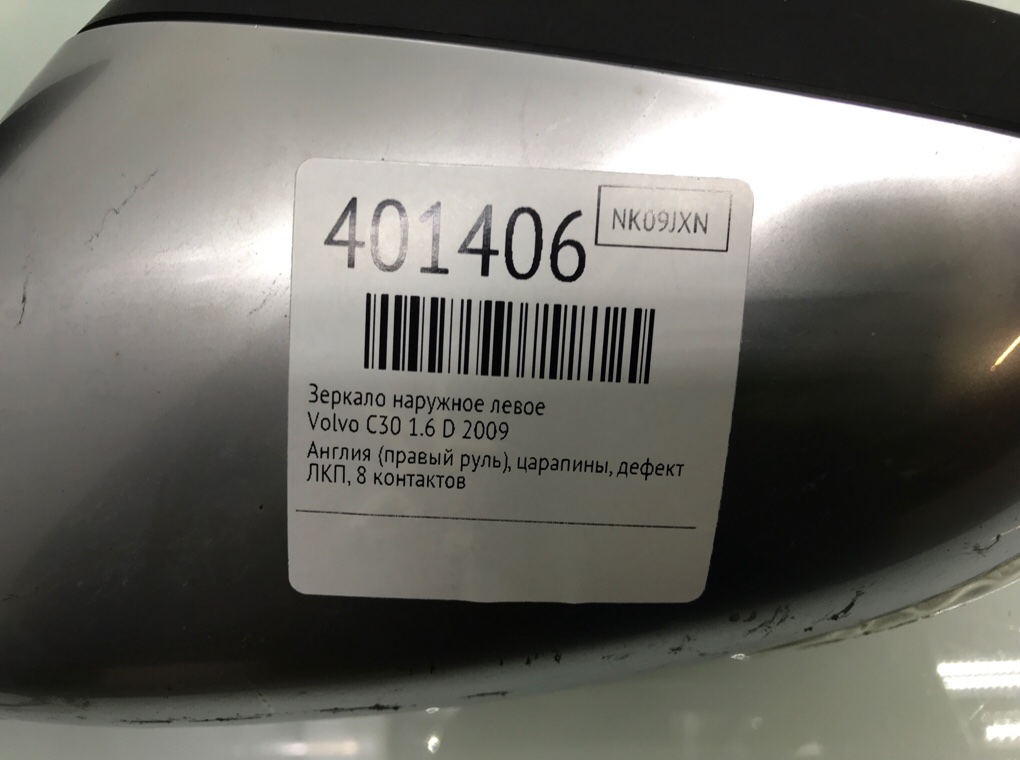 401406
NK09JXN
Зеркало наружное левое
Volvo C30 1.6 D 2009
Англия (правый руль), царапины, дефект
ЛКП, 8 контактов